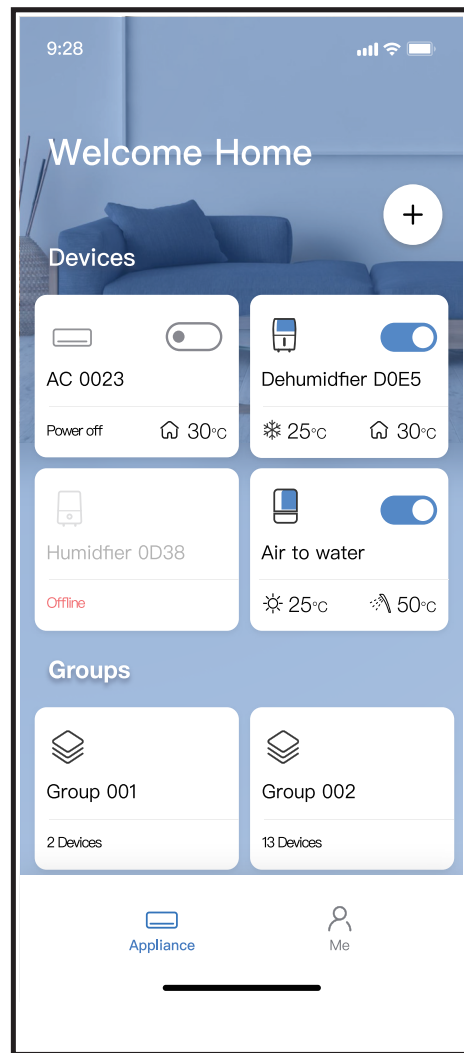 9:28
Welcome Home
+
Devices
AC 0023
Power off 30°C
Dehumidfier D0E5
25°C 30°C
Humidfier 0D38
Offline
Air to water
25°C 50°C
Groups
Group 001
2 Devices
Group 002
13 Devices
Appliance
Me